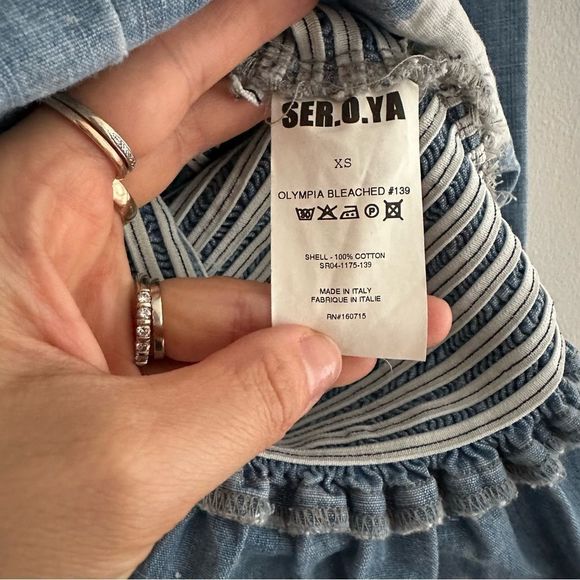 SER.O.YA
XS
OLYMPIA BLEACHED #139
SHELL - 100% COTTON
SR04-1175-139
MADE IN ITALY
FABRIQUE IN ITALIE
RN#160715